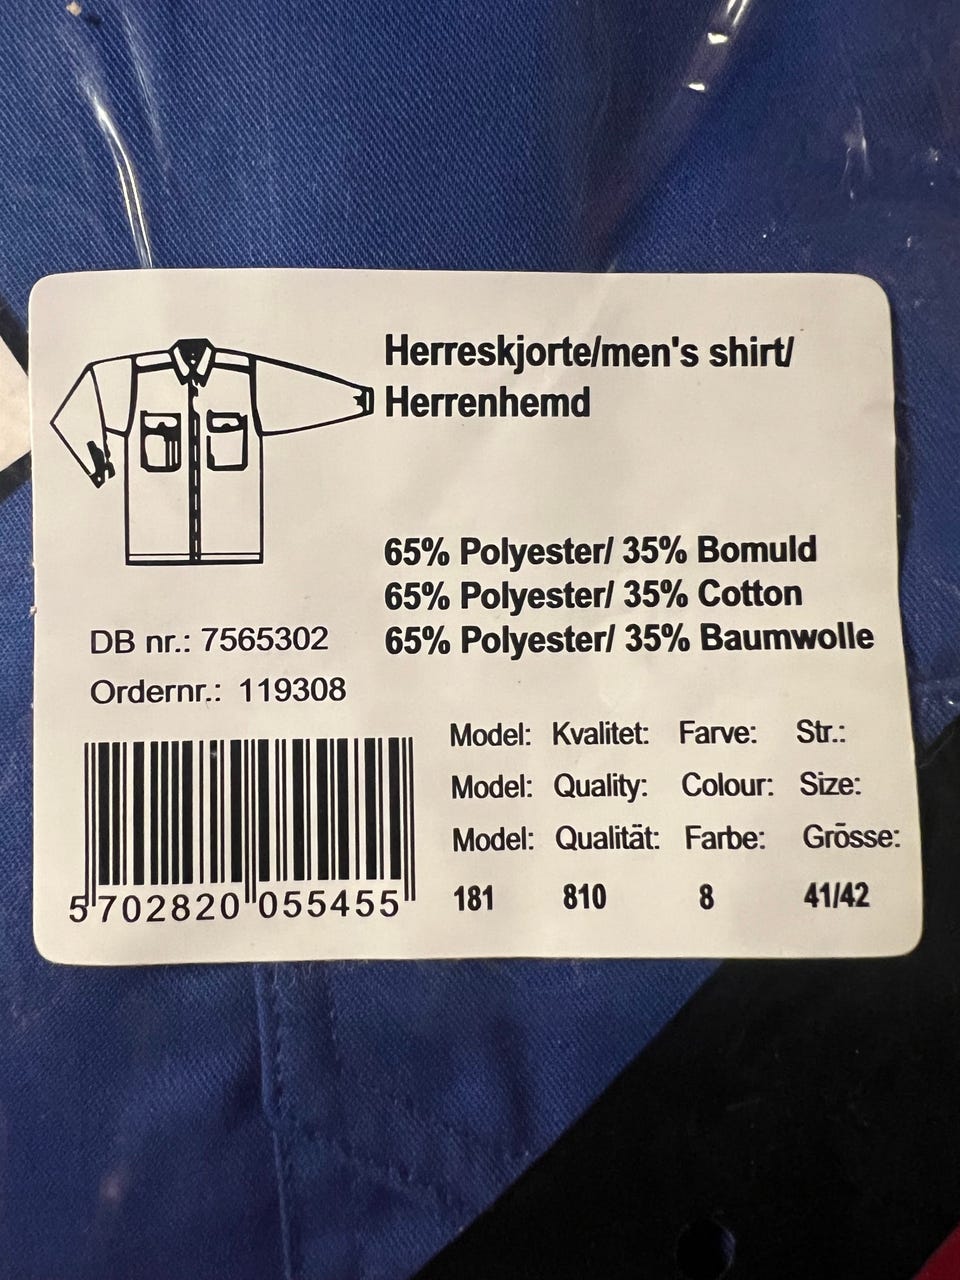 Herreskjorte/men's shirt/
Herrenhemd
65% Polyester/ 35% Bomuld
65% Polyester/ 35% Cotton
65% Polyester/ 35% Baumwolle
DB nr.: 7565302
Ordernr.: 119308
Model: Kvalitet: Farve: Str.:
Model: Quality: Colour: Size:
Model: Qualität: Farbe: Grösse:
181 810 8 41/42
5 702820 055455